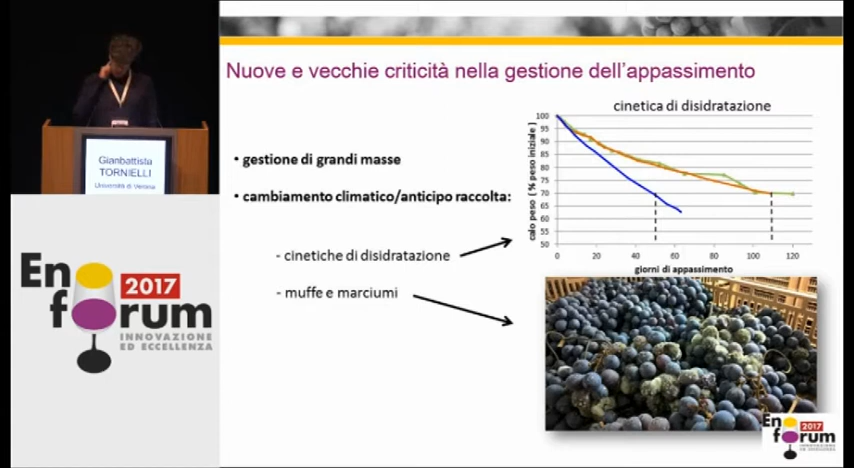 Nuove e vecchie criticità nella gestione dell'appassimento
• gestione di grandi masse
• cambiamento climatico/anticipo raccolta:
- cinetiche di disidratazione
- muffe e marciumi
cinetica di disidratazione
calo peso ( % peso iniziale )
100
95
90
85
80
75
70
65
60
55
50
0
20
40
60
80
100
120
giorni di appassimento
Gianbattista
TORNIELLI
Università di Verona
En
2017
forum
INNOVAZIONE
ED ECCELLENZA
En
2017
forum
INNOVAZIONE
ED ECCELLENZA